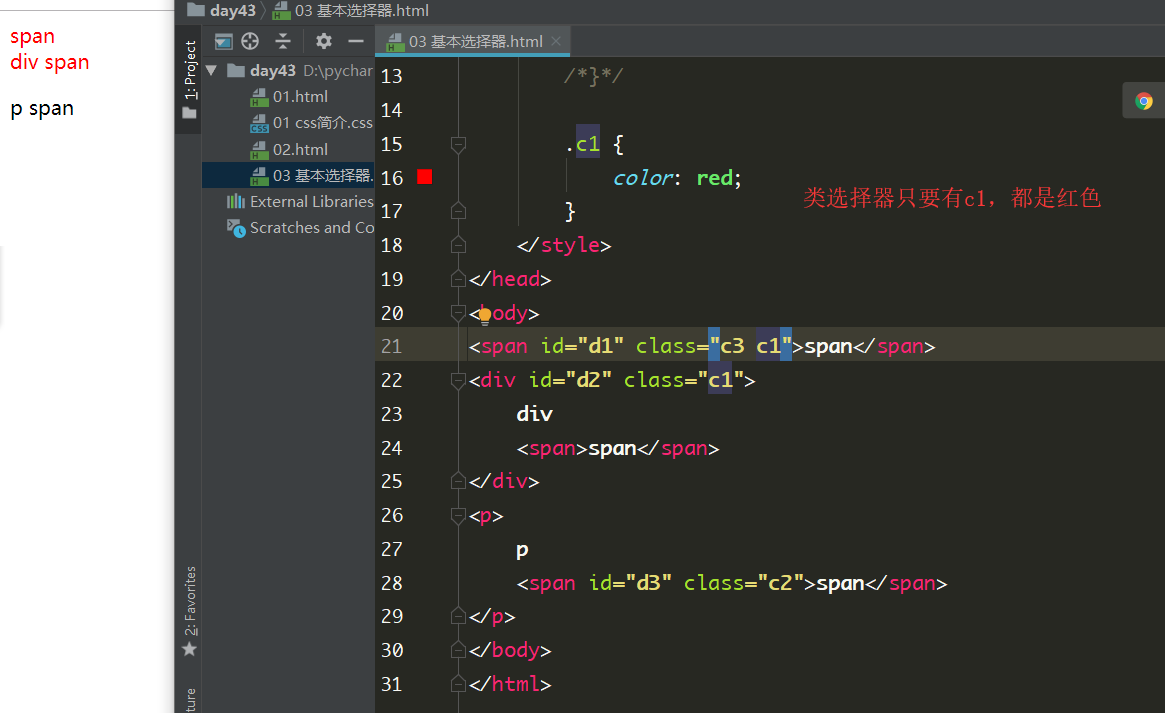 span
div span
p span
day43 03 基本选择器.html
1: Project
03 基本选择器.html
day43 D:\pychar
01.html
01 css简介.css
02.html
03 基本选择器.
External Libraries
Scratches and Co
2: Favorites
ture
13 /*}*/
14
15 .c1 {
16 color: red;
类选择器只要有c1，都是红色
17 }
18 </style>
19 </head>
20 <body>
21 <span id="d1" class="c3 c1">span</span>
22 <div id="d2" class="c1">
23 div
24 <span>span</span>
25 </div>
26 <p>
27 p
28 <span id="d3" class="c2">span</span>
29 </p>
30 </body>
31 </html>